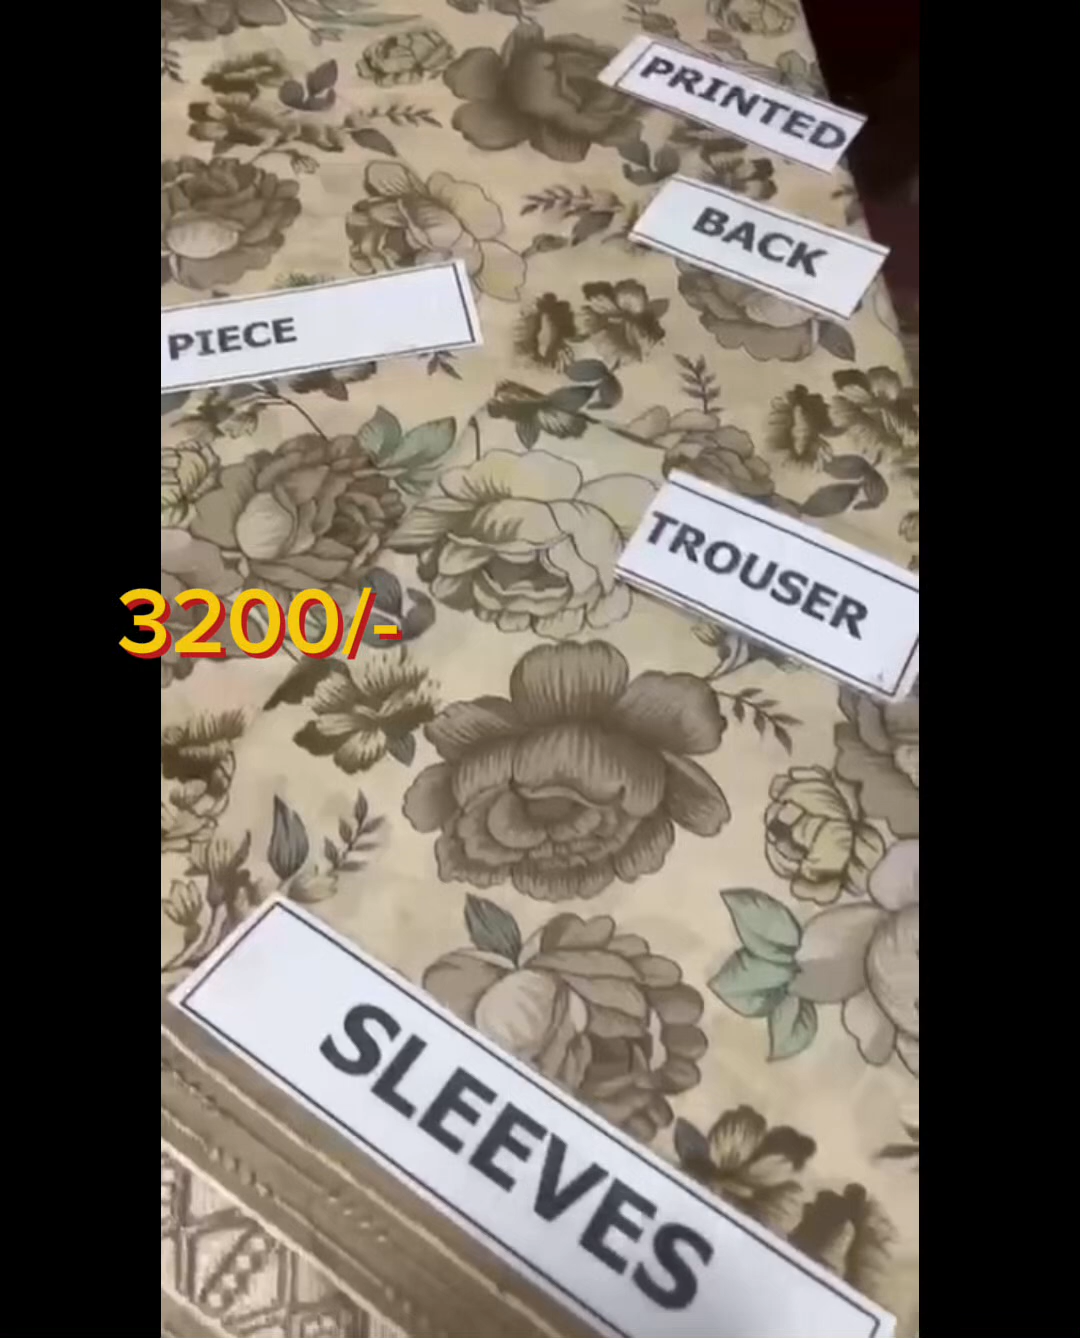 PRINTED
BACK
PIECE
TROUSER
3200/-
SLEEVES